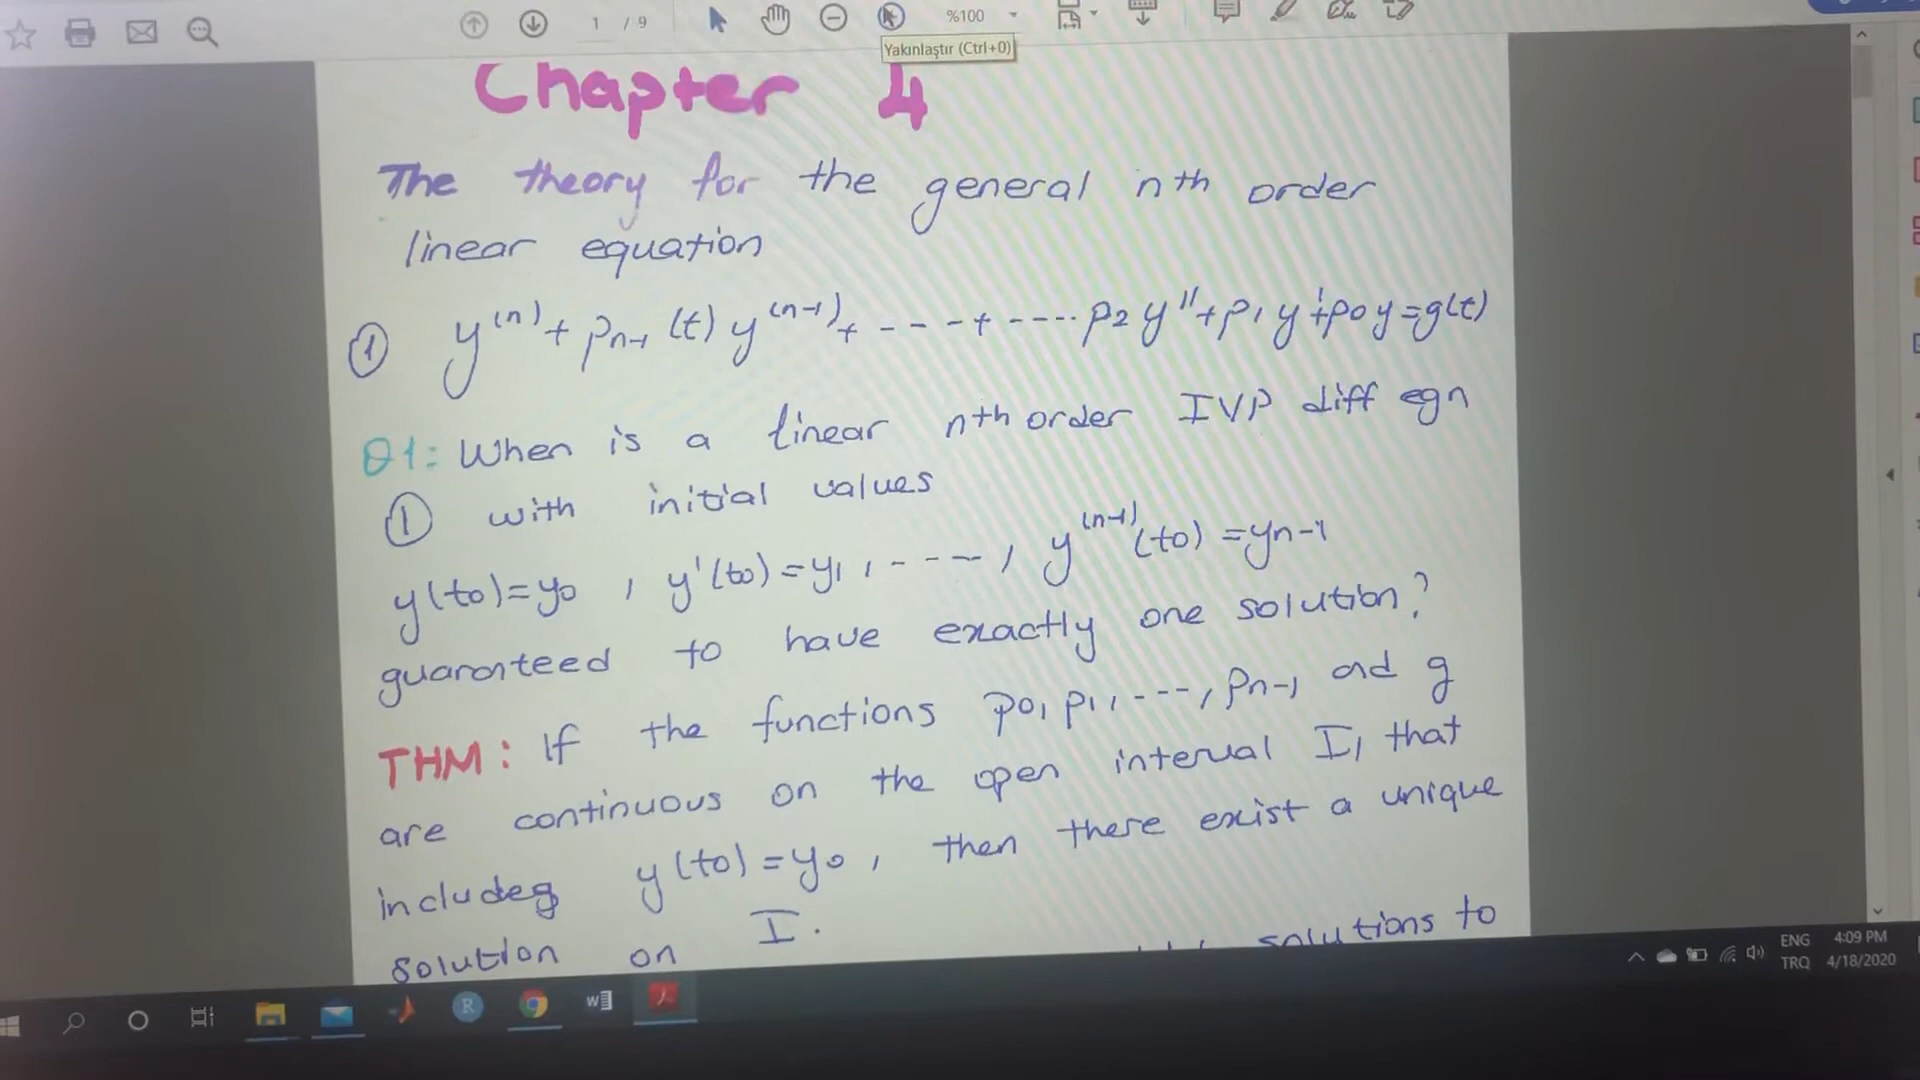 1 / 9
%100
Yakınlaştır (Ctrl+0)
Chapter 4
The theory for the general nth order
linear equation
① y⁽ⁿ⁾ + pn-1 (t) y⁽ⁿ⁻¹⁾ + - - - + - - - - p2 y'' + p1 y' + p0 y = g(t)
Q1: When is a linear nth order IVP diff eqn
① with initial values
y(t0) = y0 , y'(t0) = y1 , - - - - , y⁽ⁿ⁻¹⁾(t0) = yn-1
guaranteed to have exactly one solution?
THM: If the functions p0, p1, - - -, pn-1 and g
are continuous on the open interval I, that
includes y(t0) = y0, then there exist a unique
solution on I.
solutions to
ENG 4:09 PM
TRQ 4/18/2020